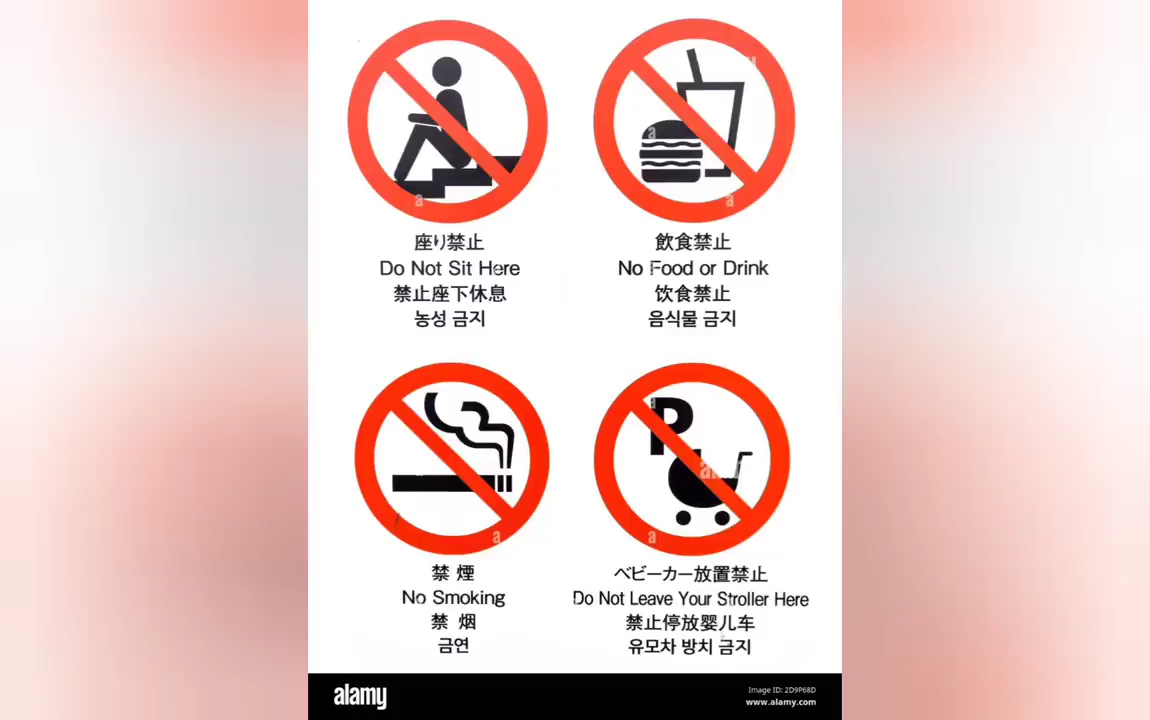 座り禁止
Do Not Sit Here
禁止座下休息
농성 금지
飲食禁止
No Food or Drink
饮食禁止
음식물 금지
禁 煙
No Smoking
禁 烟
금연
P
ベビーカー放置禁止
Do Not Leave Your Stroller Here
禁止停放婴儿车
유모차 방치 금지
alamy
Image ID: 2D9P68D
www.alamy.com